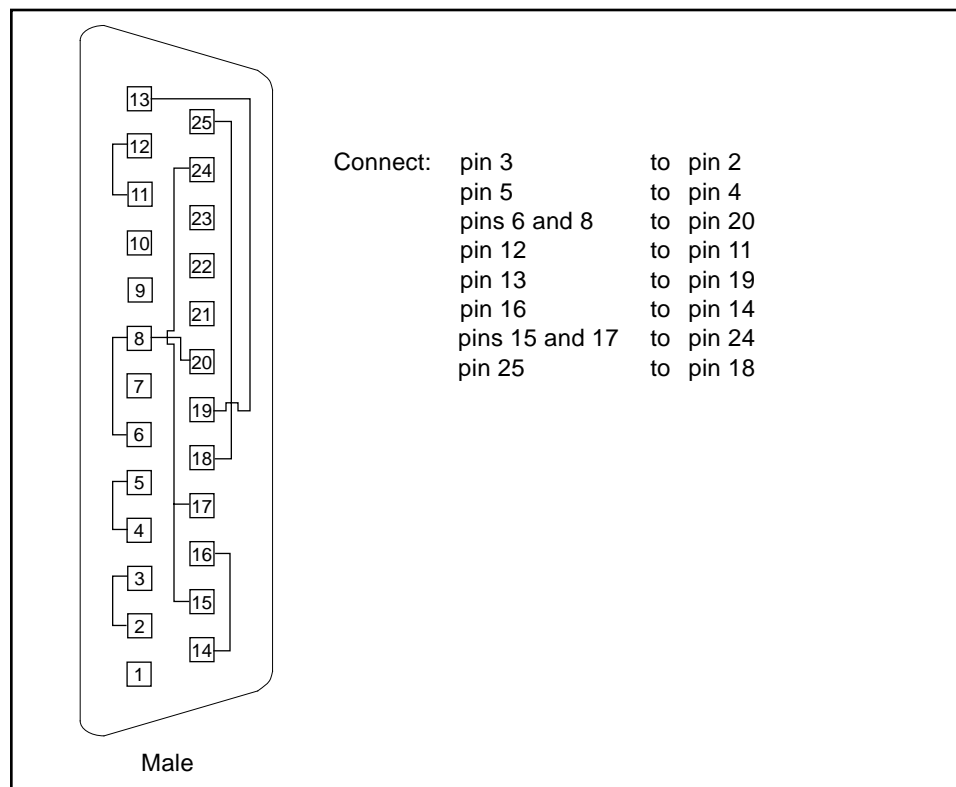 13
25
12
24
11
23
10
22
9
21
8
20
7
19
6
18
5
17
4
16
3
15
2
14
1
Male
Connect: pin 3 to pin 2
pin 5 to pin 4
pins 6 and 8 to pin 20
pin 12 to pin 11
pin 13 to pin 19
pin 16 to pin 14
pins 15 and 17 to pin 24
pin 25 to pin 18